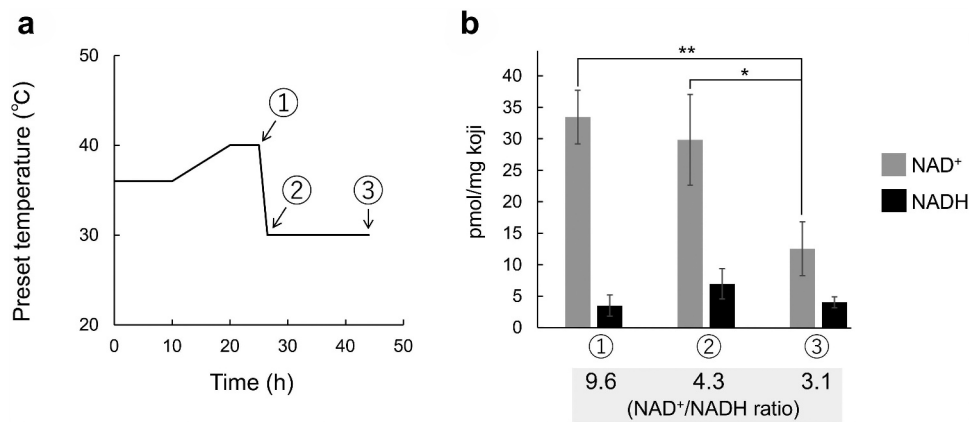 a
Preset temperature (℃)
50
40
30
20
①
②
③
0 10 20 30 40 50
Time (h)
b
pmol/mg koji
40
35
30
25
20
15
10
5
0
**
*
NAD⁺
NADH
① ② ③
9.6 4.3 3.1
(NAD⁺/NADH ratio)